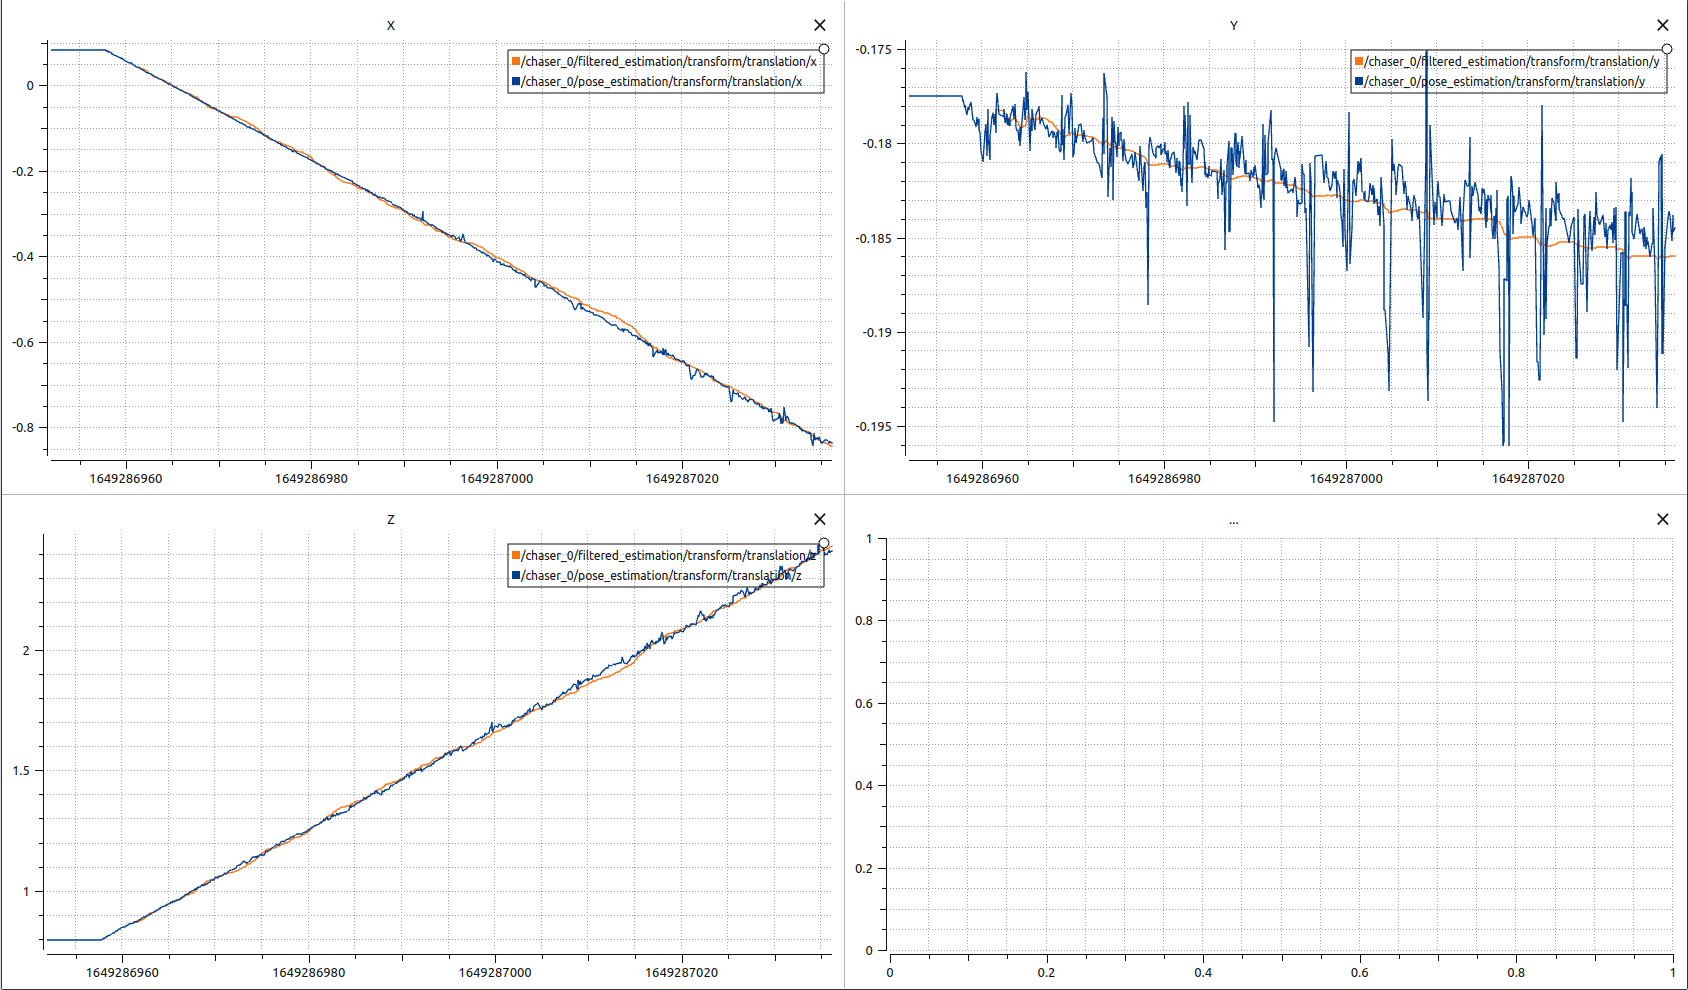 X
/chaser_0/filtered_estimation/transform/translation/x
/chaser_0/pose_estimation/transform/translation/x
0
-0.2
-0.4
-0.6
-0.8
1649286960 1649286980 1649287000 1649287020
Y
/chaser_0/filtered_estimation/transform/translation/y
/chaser_0/pose_estimation/transform/translation/y
-0.175
-0.18
-0.185
-0.19
-0.195
1649286960 1649286980 1649287000 1649287020
Z
/chaser_0/filtered_estimation/transform/translation/z
/chaser_0/pose_estimation/transform/translation/z
2
1.5
1
1649286960 1649286980 1649287000 1649287020
...
1
0.8
0.6
0.4
0.2
0
0 0.2 0.4 0.6 0.8 1